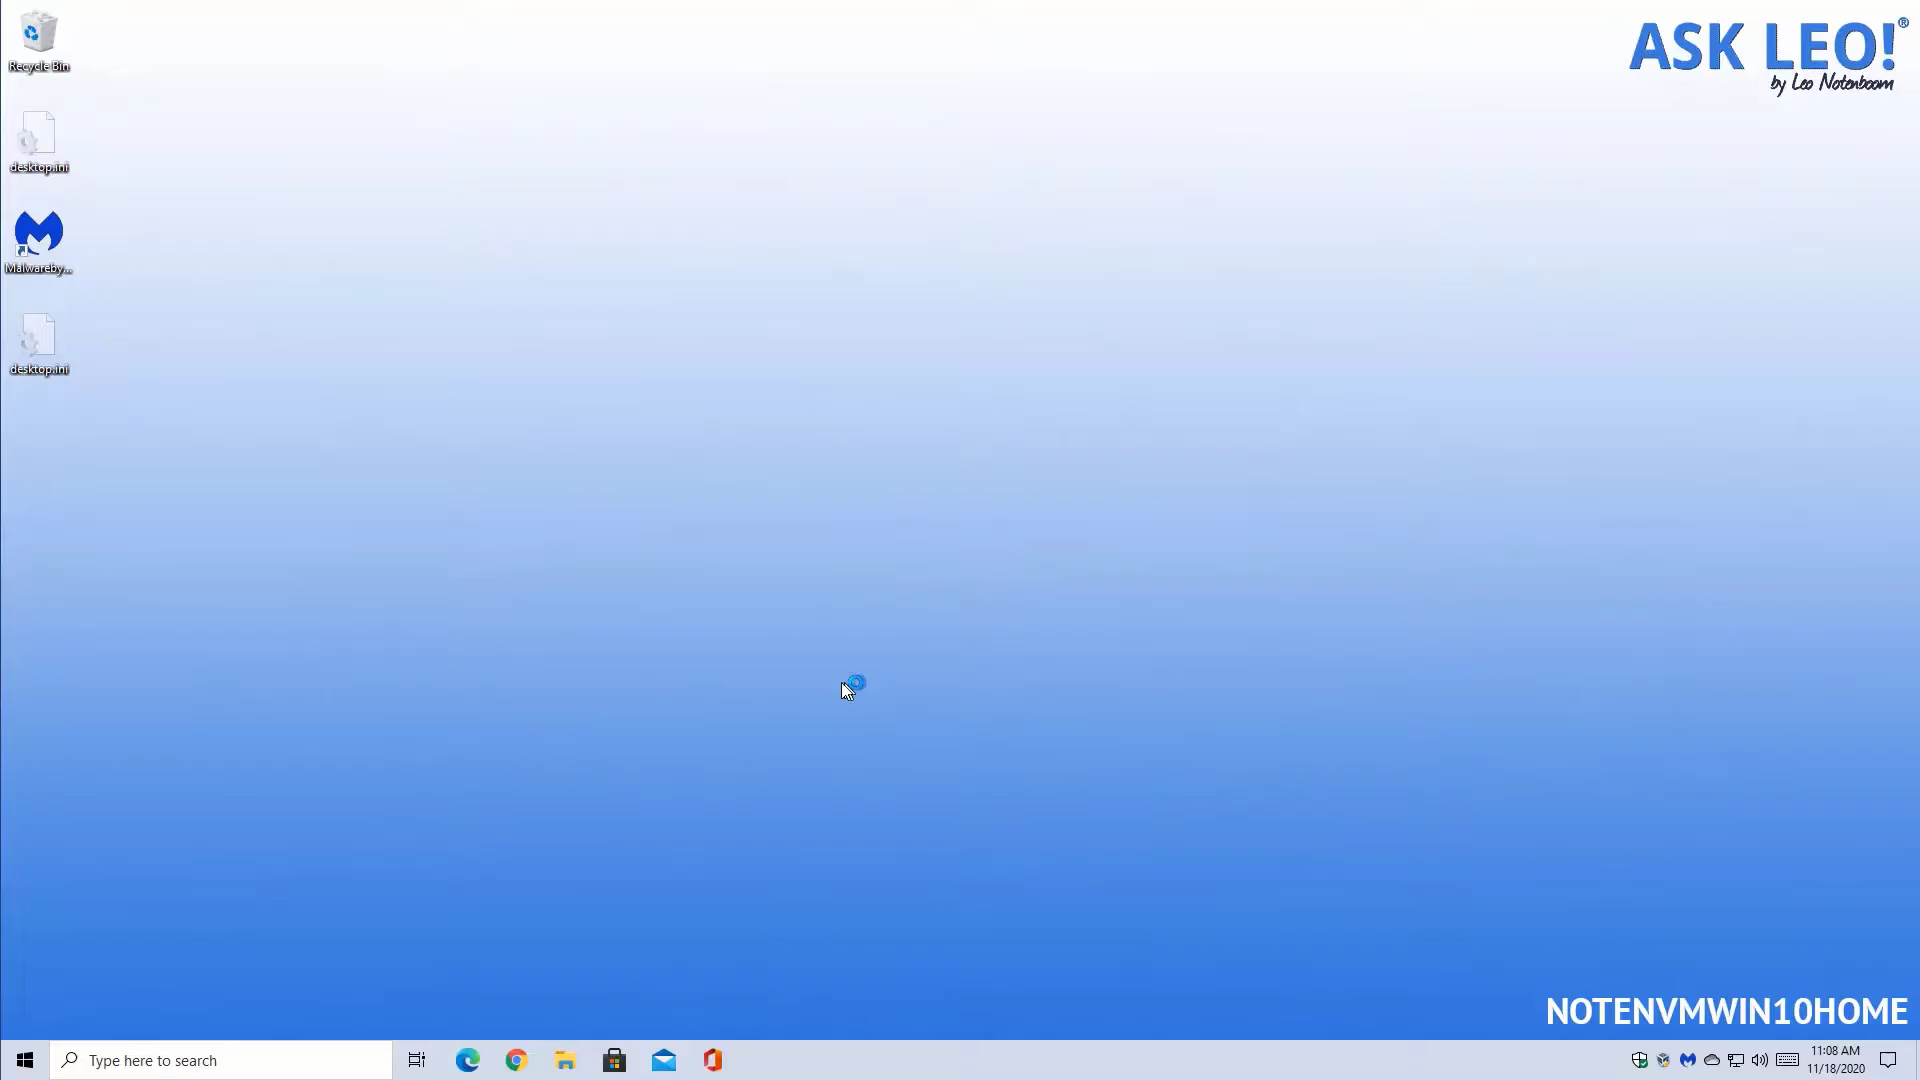 Recycle Bin
desktop.ini
Malwareby...
desktop.ini
ASK LEO!®
by Leo Notenboom
NOTENVMWIN10HOME
Type here to search
11:08 AM
11/18/2020